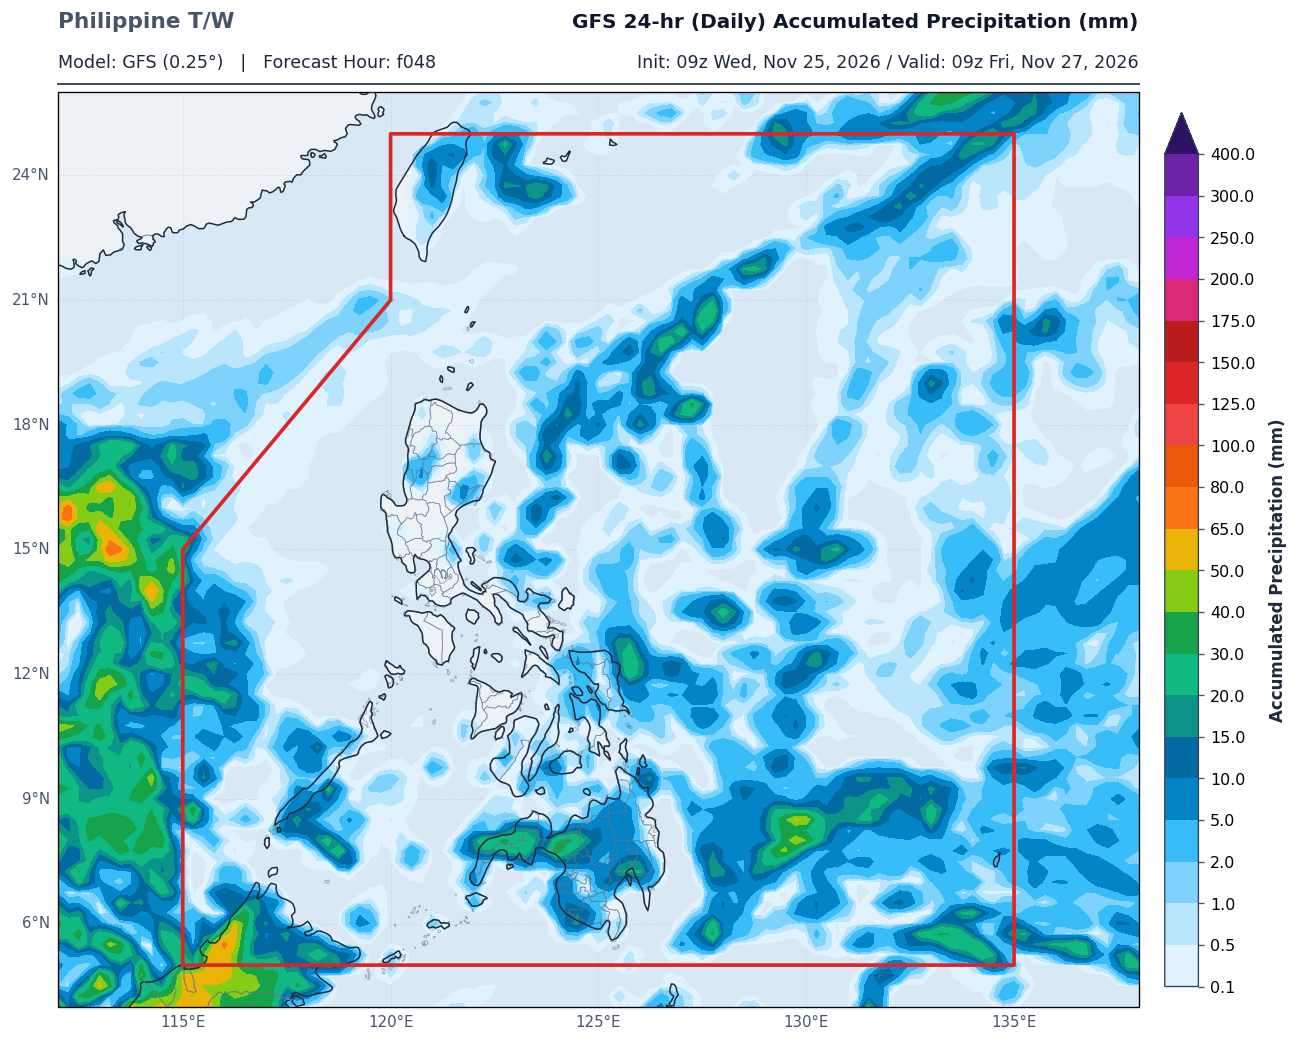 Philippine T/W
GFS 24-hr (Daily) Accumulated Precipitation (mm)
Model: GFS (0.25°) | Forecast Hour: f048
Init: 09z Wed, Nov 25, 2026 / Valid: 09z Fri, Nov 27, 2026
24°N
21°N
18°N
15°N
12°N
9°N
6°N
115°E
120°E
125°E
130°E
135°E
400.0
300.0
250.0
200.0
175.0
150.0
125.0
100.0
80.0
65.0
50.0
40.0
30.0
20.0
15.0
10.0
5.0
2.0
1.0
0.5
0.1
Accumulated Precipitation (mm)